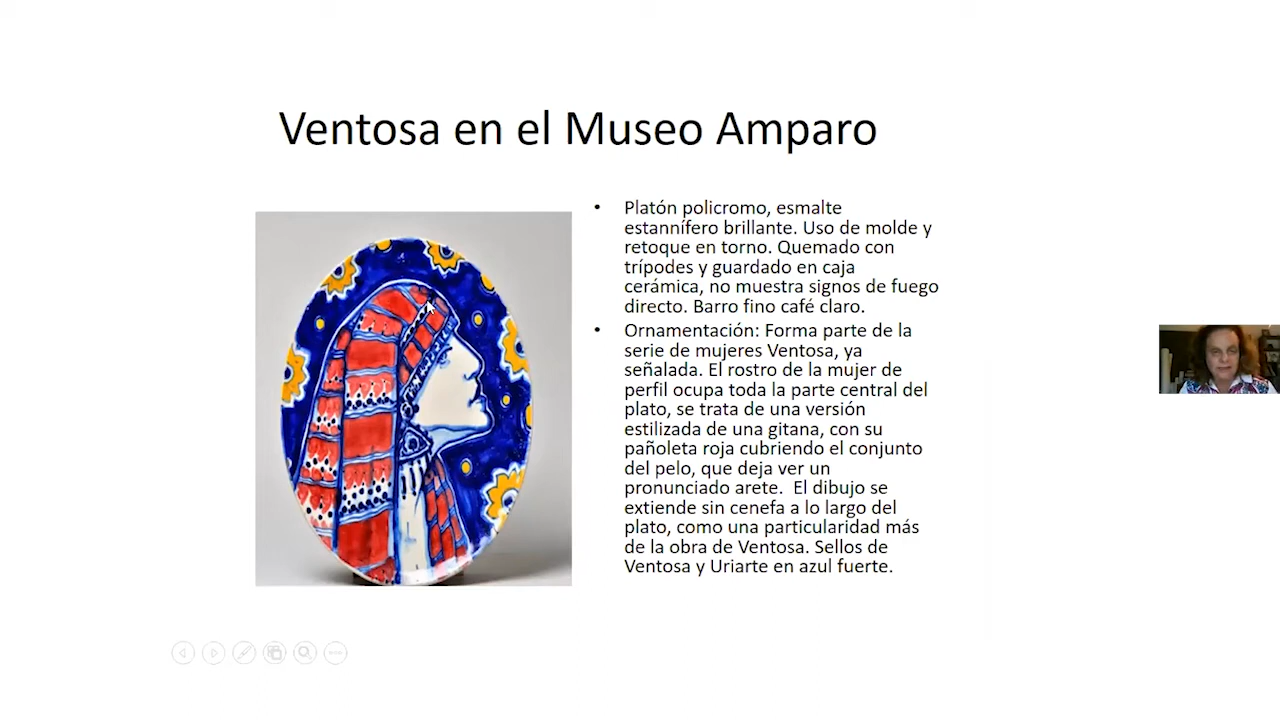 Ventosa en el Museo Amparo
• Platón policromo, esmalte
estannífero brillante. Uso de molde y
retoque en torno. Quemado con
trípodes y guardado en caja
cerámica, no muestra signos de fuego
directo. Barro fino café claro.
• Ornamentación: Forma parte de la
serie de mujeres Ventosa, ya
señalada. El rostro de la mujer de
perfil ocupa toda la parte central del
plato, se trata de una versión
estilizada de una gitana, con su
pañoleta roja cubriendo el conjunto
del pelo, que deja ver un
pronunciado arete.  El dibujo se
extiende sin cenefa a lo largo del
plato, como una particularidad más
de la obra de Ventosa. Sellos de
Ventosa y Uriarte en azul fuerte.